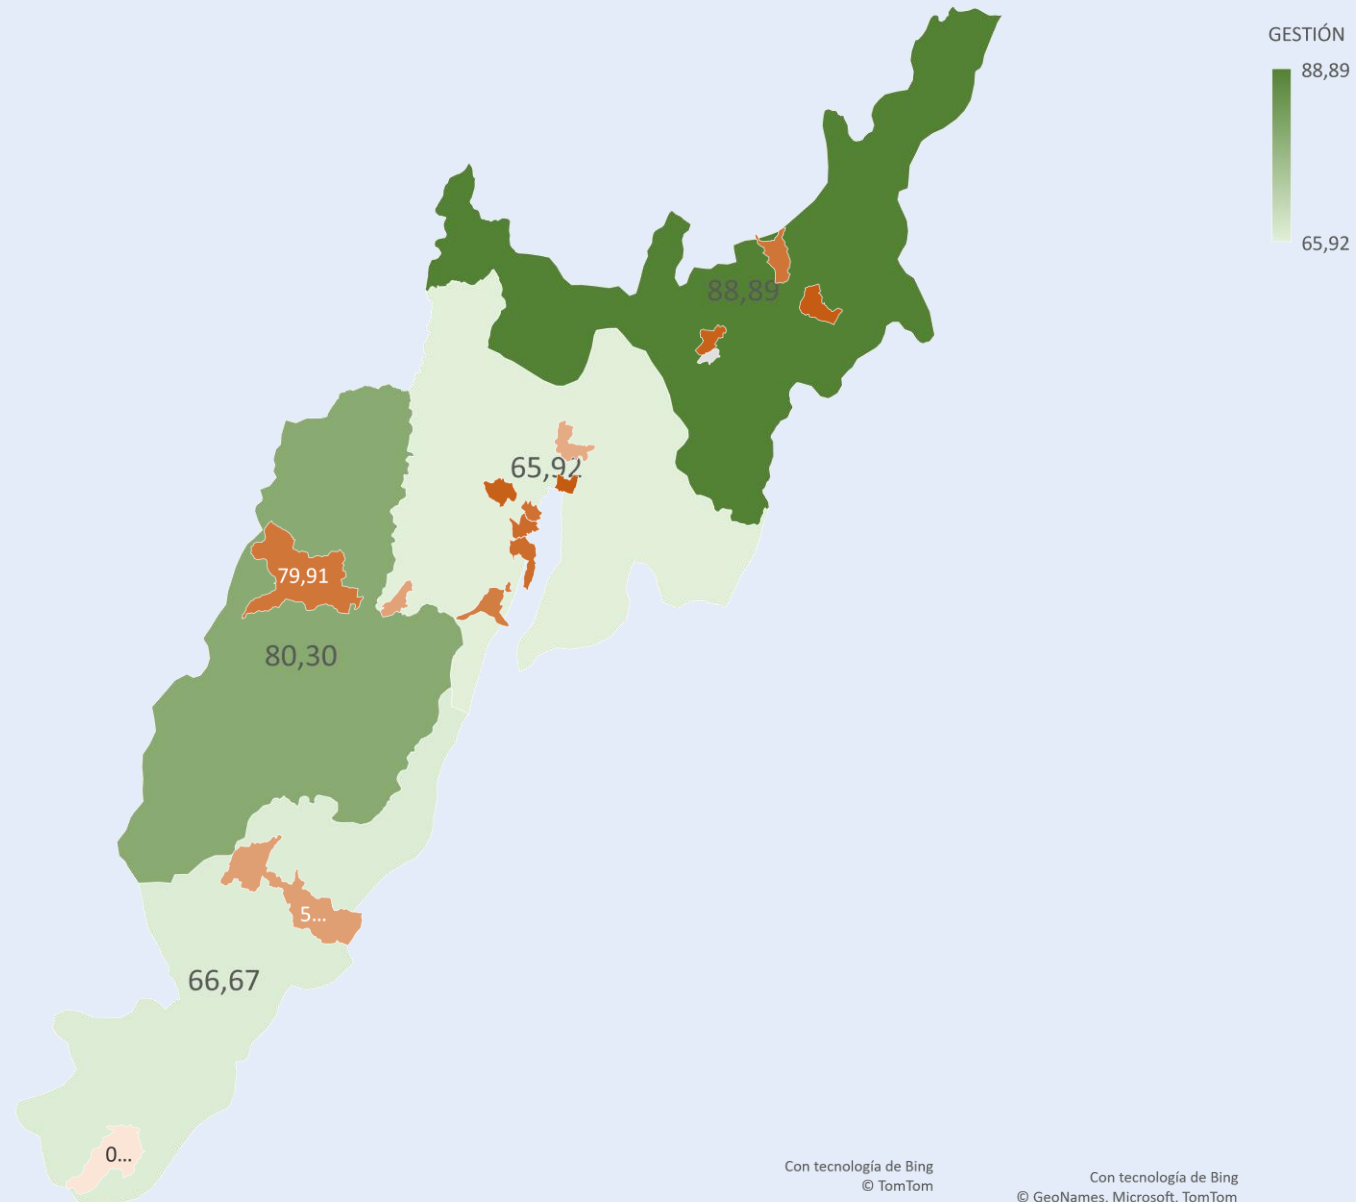 GESTIÓN
88,89
65,92
88,89
65,92
79,91
80,30
5...
66,67
0...
Con tecnología de Bing
© TomTom
Con tecnología de Bing
© GeoNames, Microsoft, TomTom